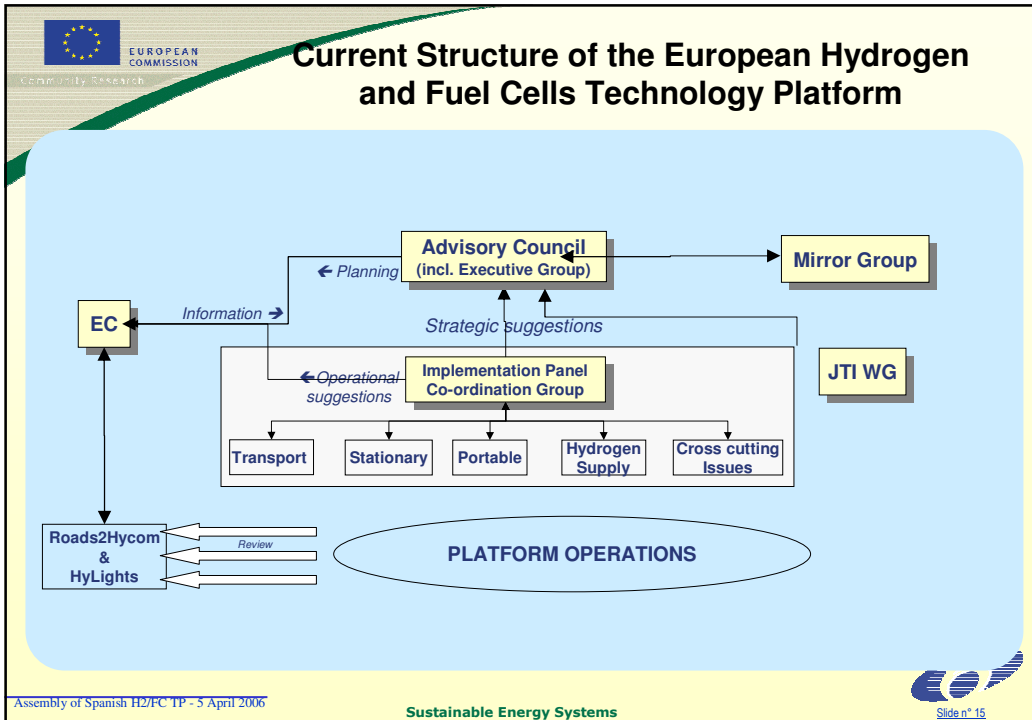 EUROPEAN
COMMISSION
Community Research
Current Structure of the European Hydrogen
and Fuel Cells Technology Platform
Advisory Council
(incl. Executive Group)
Mirror Group
← Planning
Information →
EC
Strategic suggestions
←Operational
suggestions
Implementation Panel
Co-ordination Group
JTI WG
Transport
Stationary
Portable
Hydrogen
Supply
Cross cutting
Issues
Roads2Hycom
&
HyLights
Review
PLATFORM OPERATIONS
Assembly of Spanish H2/FC TP - 5 April 2006
Sustainable Energy Systems
Slide n° 15